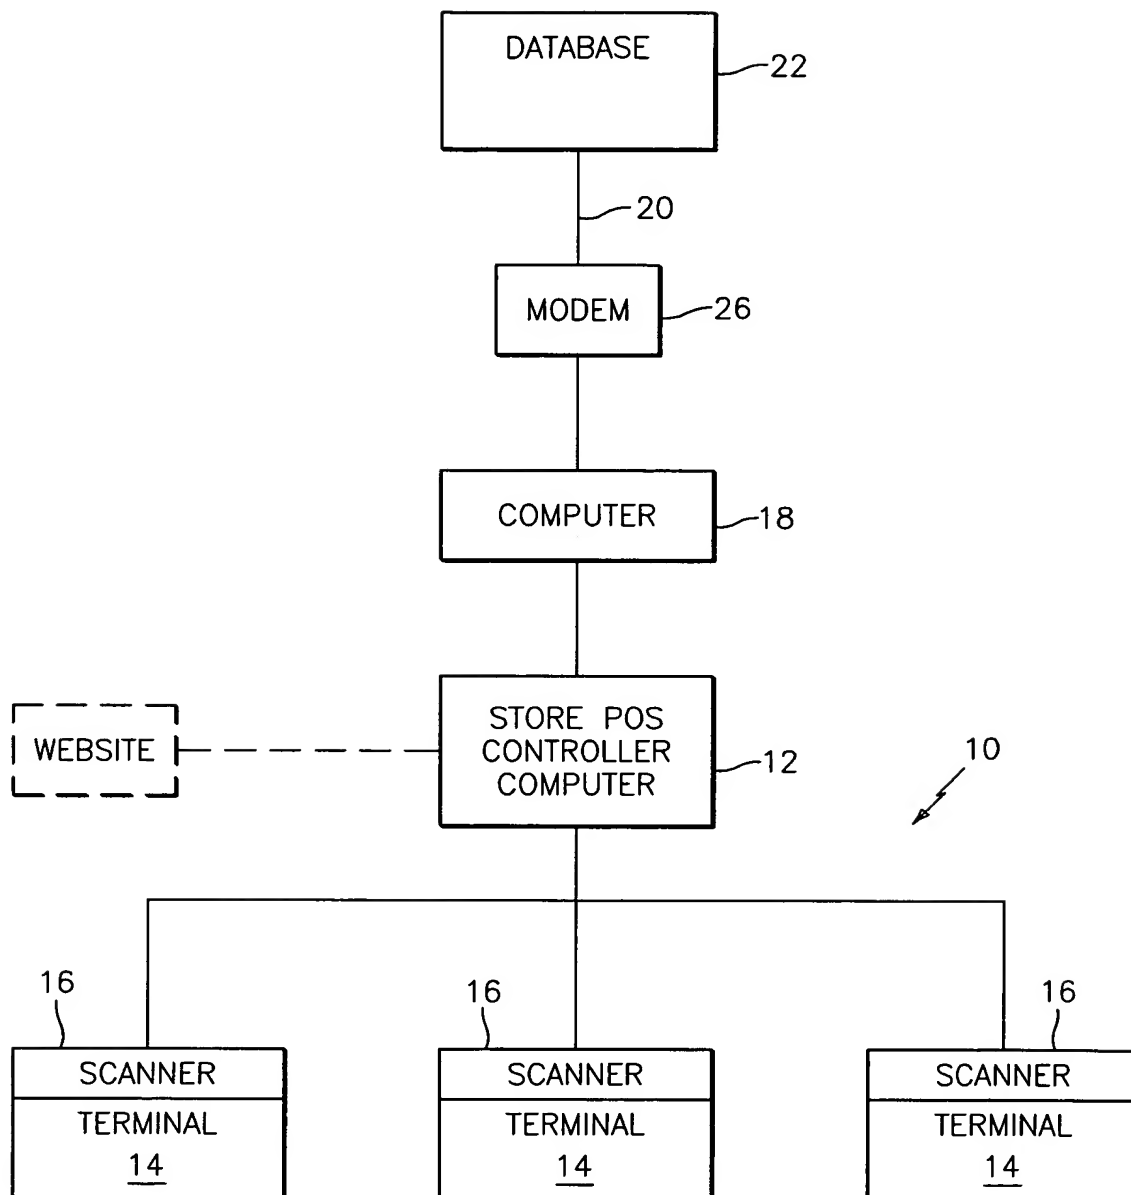 DATABASE
22
20
MODEM
26
COMPUTER
18
STORE POS
CONTROLLER
COMPUTER
12
WEBSITE
10
16
16
16
SCANNER
SCANNER
SCANNER
TERMINAL
TERMINAL
TERMINAL
14
14
14